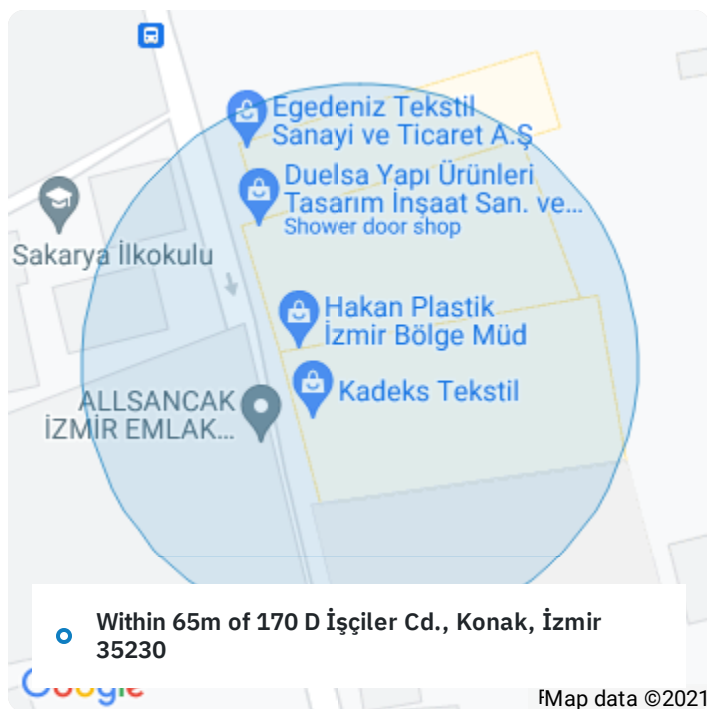 Egedeniz Tekstil
Sanayi ve Ticaret A.Ş
Duelsa Yapı Ürünleri
Tasarım İnşaat San. ve...
Shower door shop
Sakarya İlkokulu
Hakan Plastik
İzmir Bölge Müd
Kadeks Tekstil
ALLSANCAK
İZMİR EMLAK...
Within 65m of 170 D İşçiler Cd., Konak, İzmir
35230
Google
Map data ©2021